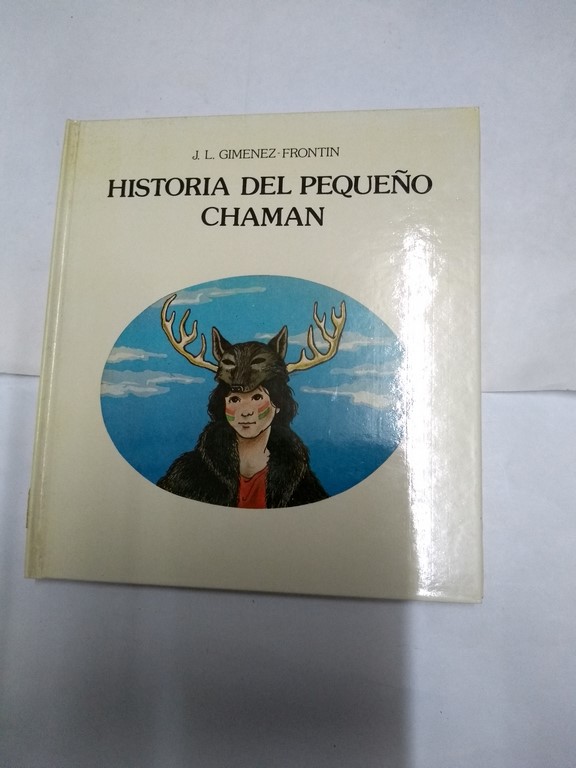 J. L. GIMENEZ-FRONTIN
HISTORIA DEL PEQUEÑO
CHAMAN